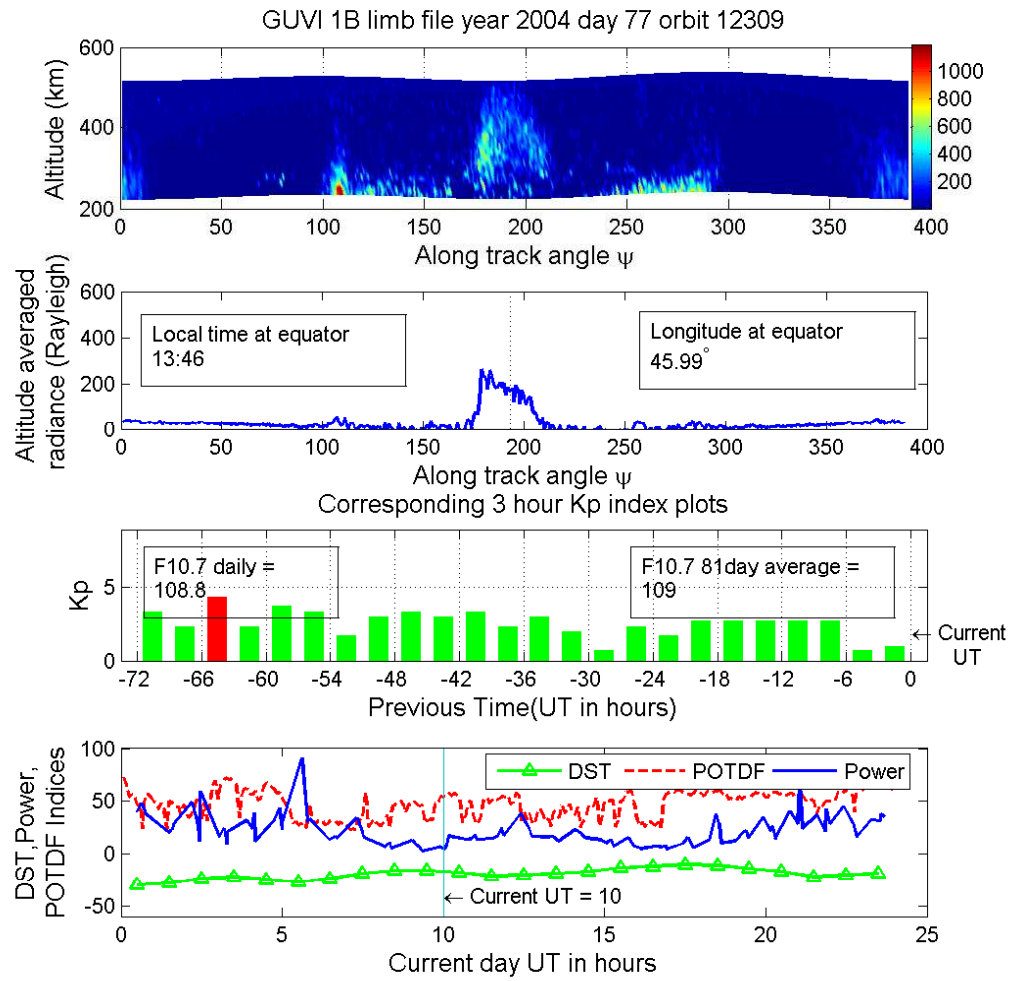 GUVI 1B limb file year 2004 day 77 orbit 12309
Altitude (km)
600
400
200
0
50
100
150
200
250
300
350
400
1000
800
600
400
200
Along track angle ψ
Altitude averaged
radiance (Rayleigh)
600
400
200
0
Local time at equator
13:46
Longitude at equator
45.99°
0
50
100
150
200
250
300
350
400
Along track angle ψ
Corresponding 3 hour Kp index plots
Kp
5
0
F10.7 daily =
108.8
F10.7 81day average =
109
← Current
UT
-72
-66
-60
-54
-48
-42
-36
-30
-24
-18
-12
-6
0
Previous Time(UT in hours)
DST,Power,
POTDF Indices
100
50
0
-50
DST
POTDF
Power
← Current UT = 10
0
5
10
15
20
25
Current day UT in hours